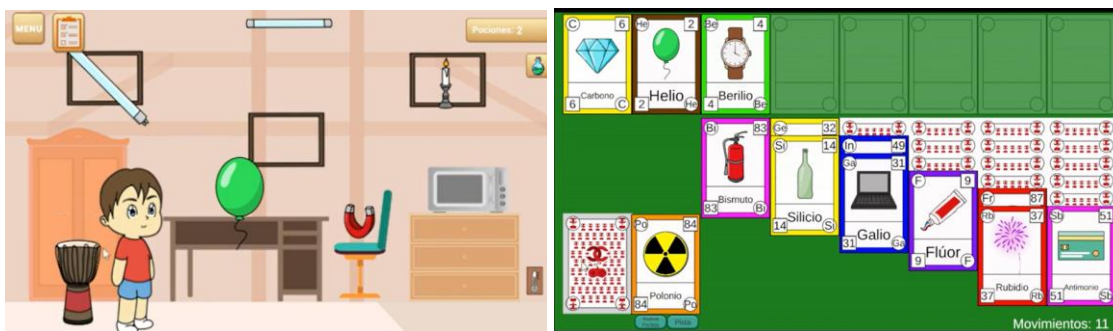 MENU
Pociones: 2
C 6
Carbono
6 C
He 2
Helio
2 He
Be 4
Berilio
4 Be
Bi 83
Bismuto
83 Bi
Ge 32
Si 14
Silicio
14 Si
In 49
Ga 31
Galio
31 Ga
F 9
Flúor
9 F
Fr 87
Rb 37
Rubidio
37 Rb
Sb 51
Antimonio
51 Sb
Po 84
Polonio
84 Po
Pista
Movimientos: 11